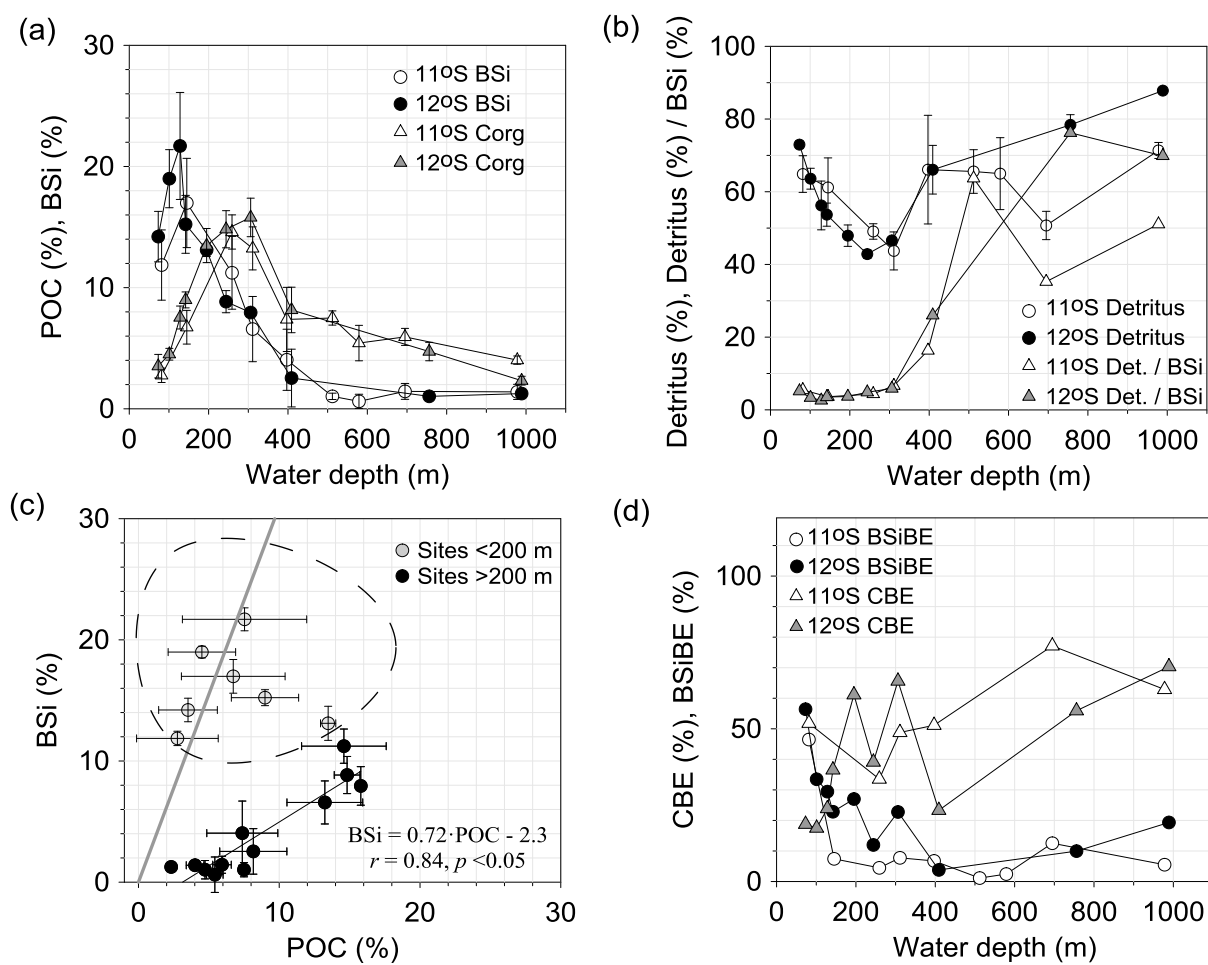 (a)
30
20
10
0
POC (%), BSi (%)
11ºS BSi
12ºS BSi
11ºS Corg
12ºS Corg
0 200 400 600 800 1000
Water depth (m)
(b)
100
80
60
40
20
0
Detritus (%), Detritus (%) / BSi (%)
11ºS Detritus
12ºS Detritus
11ºS Det. / BSi
12ºS Det. / BSi
0 200 400 600 800 1000
Water depth (m)
(c)
30
20
10
0
BSi (%)
Sites <200 m
Sites >200 m
BSi = 0.72·POC - 2.3
r = 0.84, p <0.05
0 10 20 30
POC (%)
(d)
100
50
0
CBE (%), BSiBE (%)
11ºS BSiBE
12ºS BSiBE
11ºS CBE
12ºS CBE
0 200 400 600 800 1000
Water depth (m)